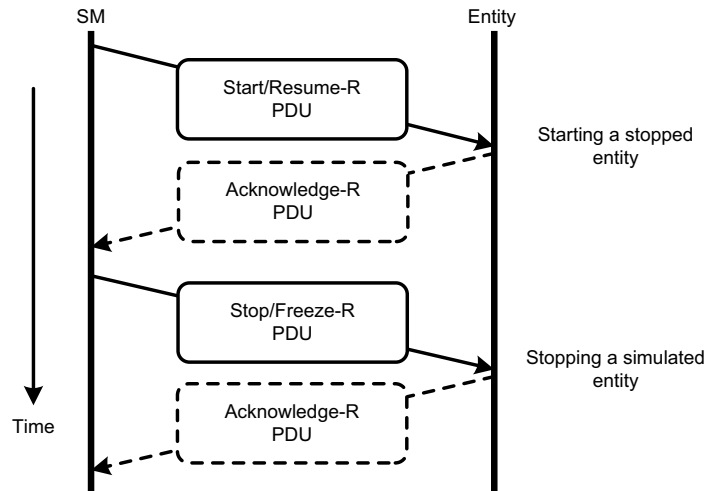 SM
Entity
Start/Resume-R
PDU
Starting a stopped
entity
Acknowledge-R
PDU
Stop/Freeze-R
PDU
Stopping a simulated
entity
Acknowledge-R
PDU
Time